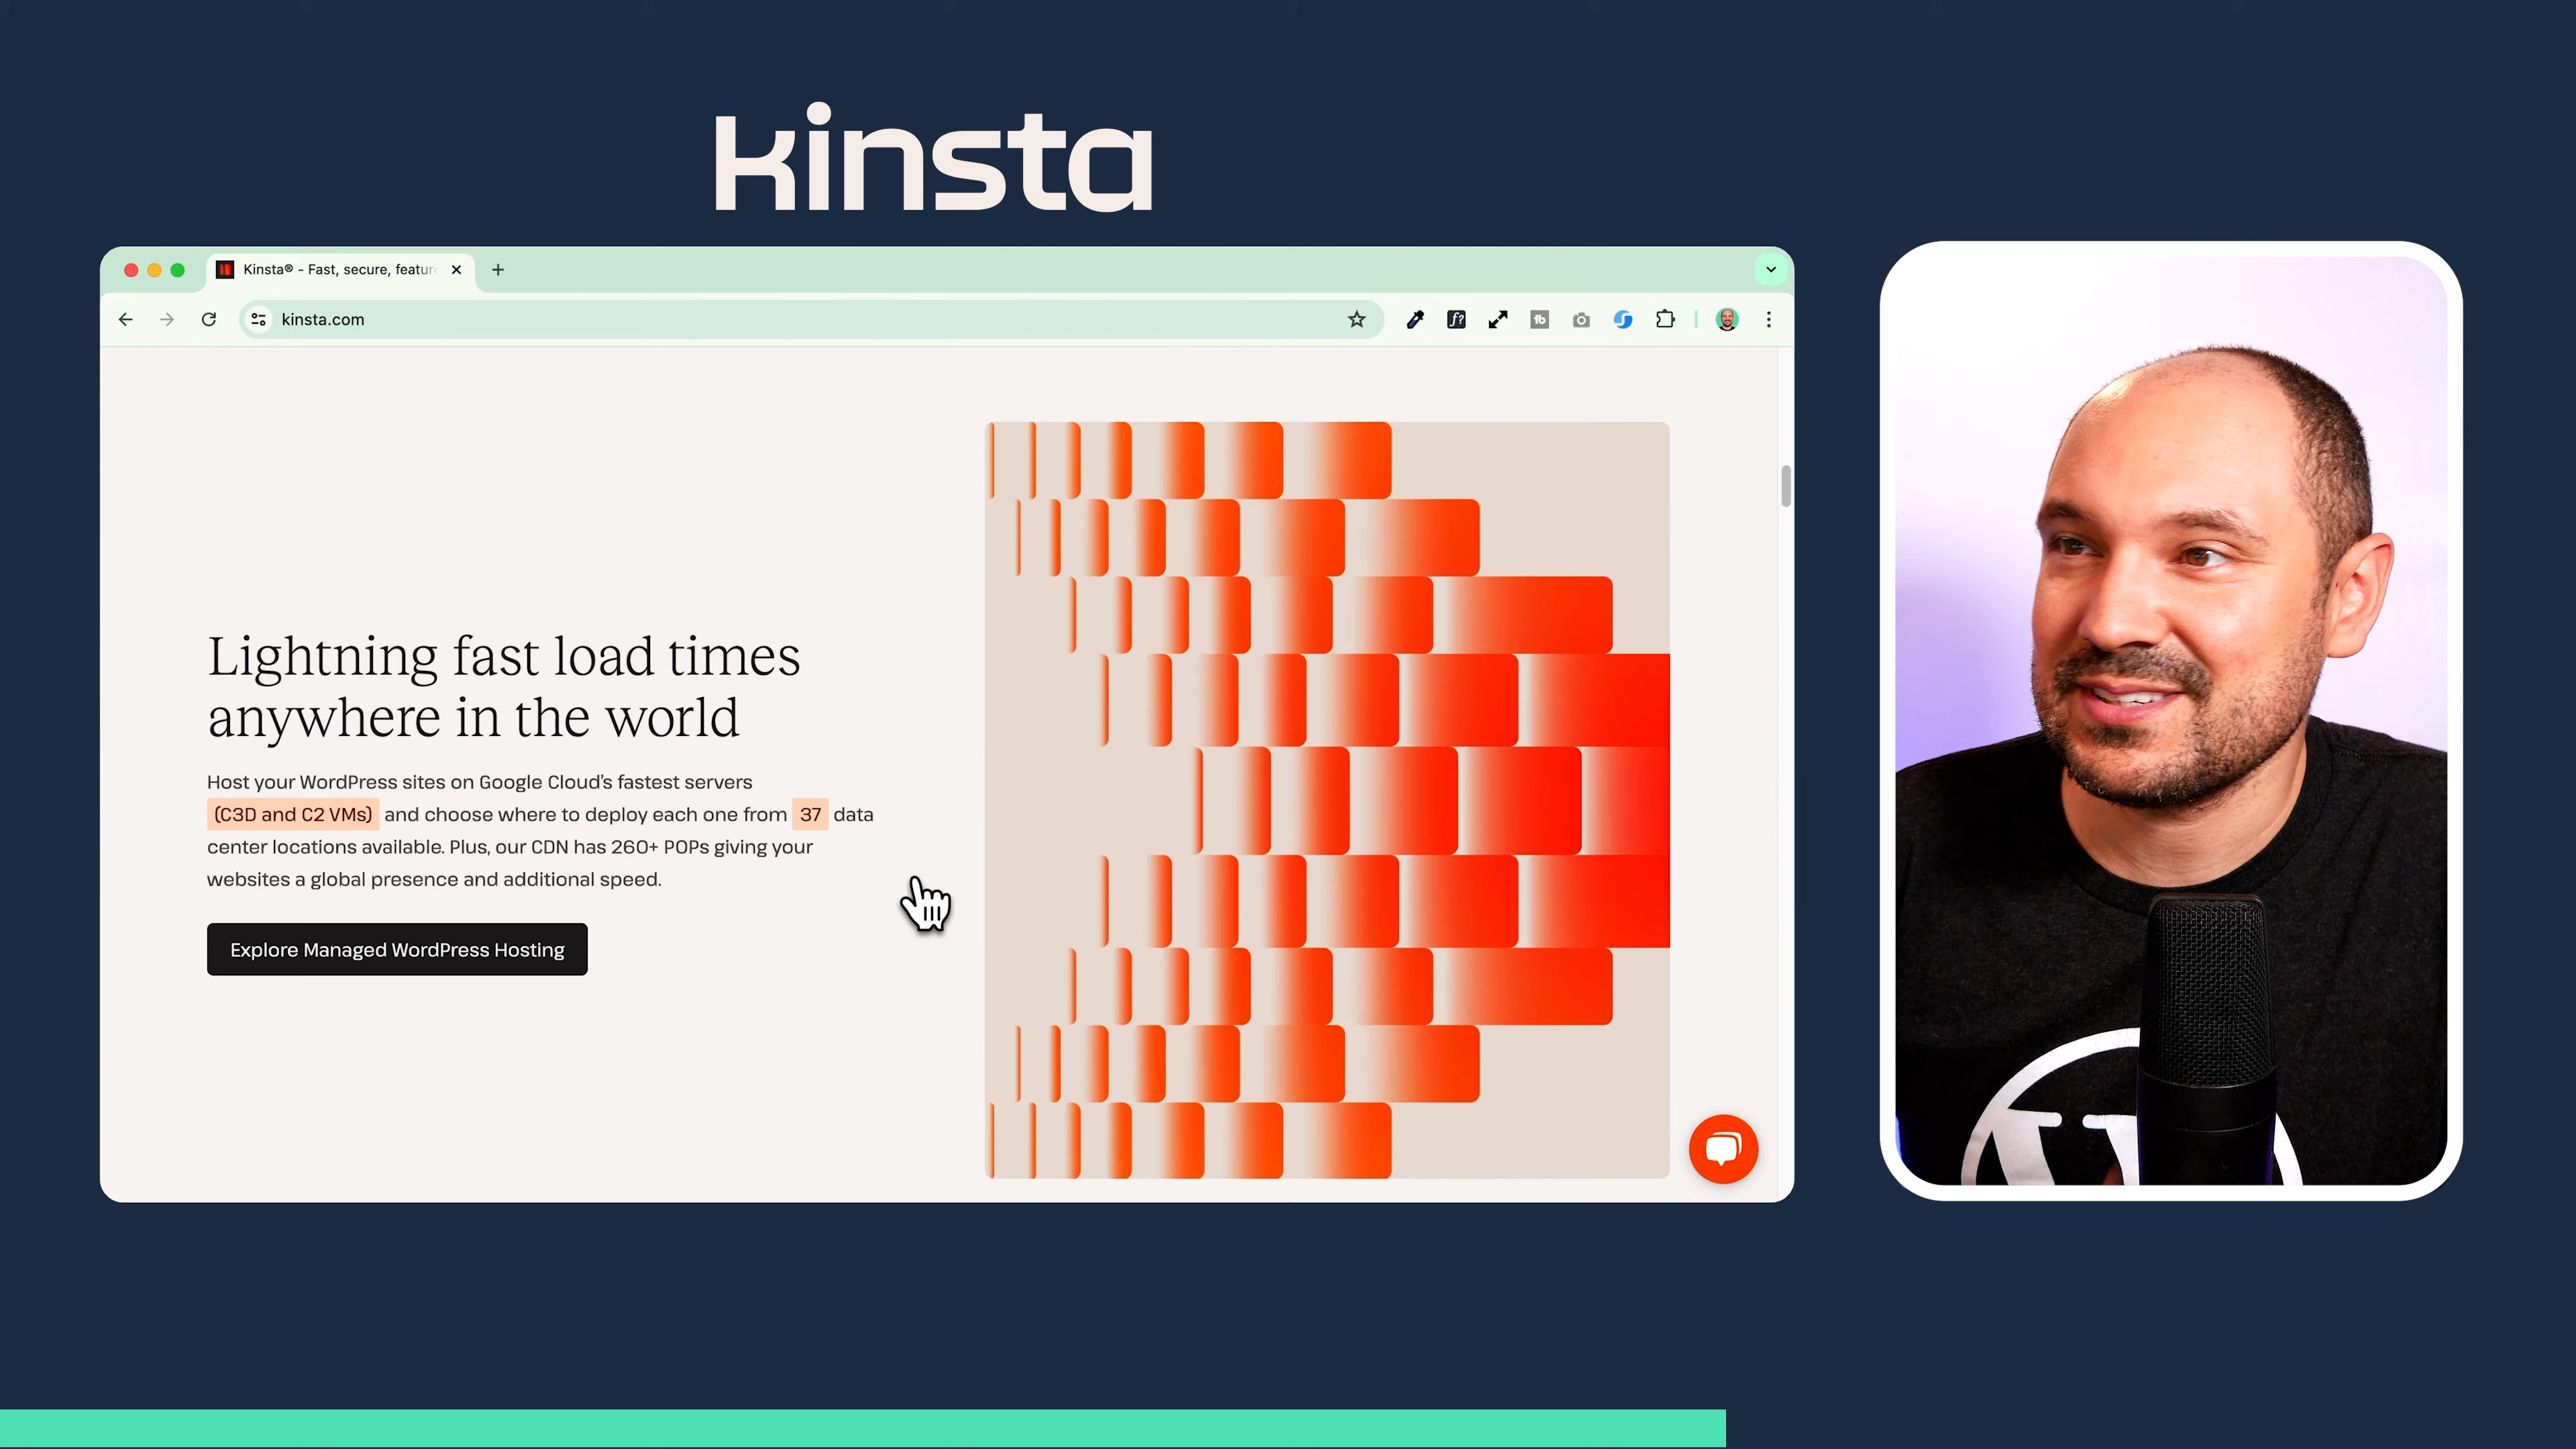 kinsta
Kinsta® - Fast, secure, featur
kinsta.com
f?
tb
Lightning fast load times
anywhere in the world
Host your WordPress sites on Google Cloud's fastest servers
(C3D and C2 VMs) and choose where to deploy each one from 37 data
center locations available. Plus, our CDN has 260+ POPs giving your
websites a global presence and additional speed.
Explore Managed WordPress Hosting